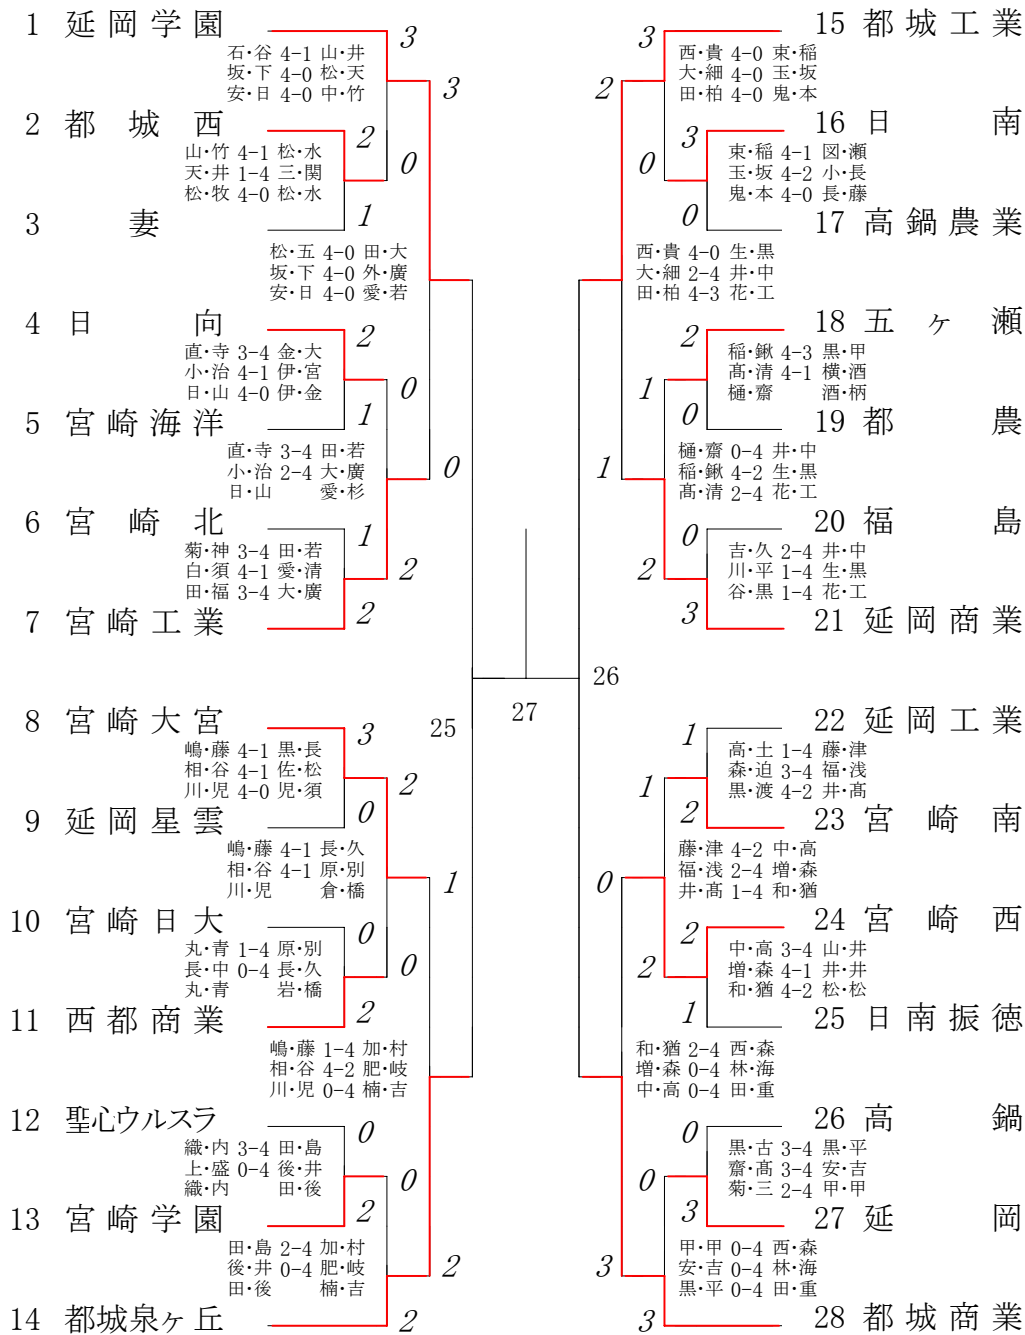 1 延岡学園
3
石・谷 4-1 山・井
坂・下 4-0 松・天
安・日 4-0 中・竹
3
2 都城西
2
山・竹 4-1 松・水
天・井 1-4 三・関
松・牧 4-0 松・水
0
3 妻
1
松・五 4-0 田・大
坂・下 4-0 外・廣
安・日 4-0 愛・若
4 日向
2
直・寺 3-4 金・大
小・治 4-1 伊・宮
日・山 4-0 伊・金
0
5 宮崎海洋
1
直・寺 3-4 田・若
小・治 2-4 大・廣
日・山 愛・杉
0
6 宮崎北
1
菊・神 3-4 田・若
白・須 4-1 愛・清
田・福 3-4 大・廣
2
7 宮崎工業
2
8 宮崎大宮
3
嶋・藤 4-1 黒・長
相・谷 4-1 佐・松
川・児 4-0 児・須
2
9 延岡星雲
0
嶋・藤 4-1 長・久
相・谷 4-1 原・別
川・児 倉・橋
1
10 宮崎日大
0
丸・青 1-4 原・別
長・中 0-4 長・久
丸・青 岩・橋
0
11 西都商業
2
嶋・藤 1-4 加・村
相・谷 4-2 肥・岐
川・児 0-4 楠・吉
12 聖心ウルスラ
0
織・内 3-4 田・島
上・盛 0-4 後・井
織・内 田・後
0
13 宮崎学園
2
田・島 2-4 加・村
後・井 0-4 肥・岐
田・後 楠・吉
2
14 都城泉ヶ丘
2
25
27
26
15 都城工業
3
西・貴 4-0 束・稲
大・細 4-0 玉・坂
田・柏 4-0 鬼・本
2
16 日南
3
束・稲 4-1 図・瀬
玉・坂 4-2 小・長
鬼・本 4-0 長・藤
0
17 高鍋農業
0
西・貴 4-0 生・黒
大・細 2-4 井・中
田・柏 4-3 花・工
18 五ヶ瀬
2
稲・鍬 4-3 黒・甲
髙・清 4-1 横・酒
樋・齋 酒・柄
1
19 都農
0
樋・齋 0-4 井・中
稲・鍬 4-2 生・黒
髙・清 2-4 花・工
1
20 福島
0
吉・久 2-4 井・中
川・平 1-4 生・黒
谷・黒 1-4 花・工
2
21 延岡商業
3
22 延岡工業
1
高・土 1-4 藤・津
森・迫 3-4 福・浅
黒・渡 4-2 井・髙
1
23 宮崎南
2
藤・津 4-2 中・高
福・浅 2-4 増・森
井・髙 1-4 和・猶
0
24 宮崎西
2
中・高 3-4 山・井
増・森 4-1 井・井
和・猶 4-2 松・松
2
25 日南振徳
1
和・猶 2-4 西・森
増・森 0-4 林・海
中・高 0-4 田・重
26 高鍋
0
黒・古 3-4 黒・平
齋・髙 3-4 安・吉
菊・三 2-4 甲・甲
0
27 延岡
3
甲・甲 0-4 西・森
安・吉 0-4 林・海
黒・平 0-4 田・重
3
28 都城商業
3